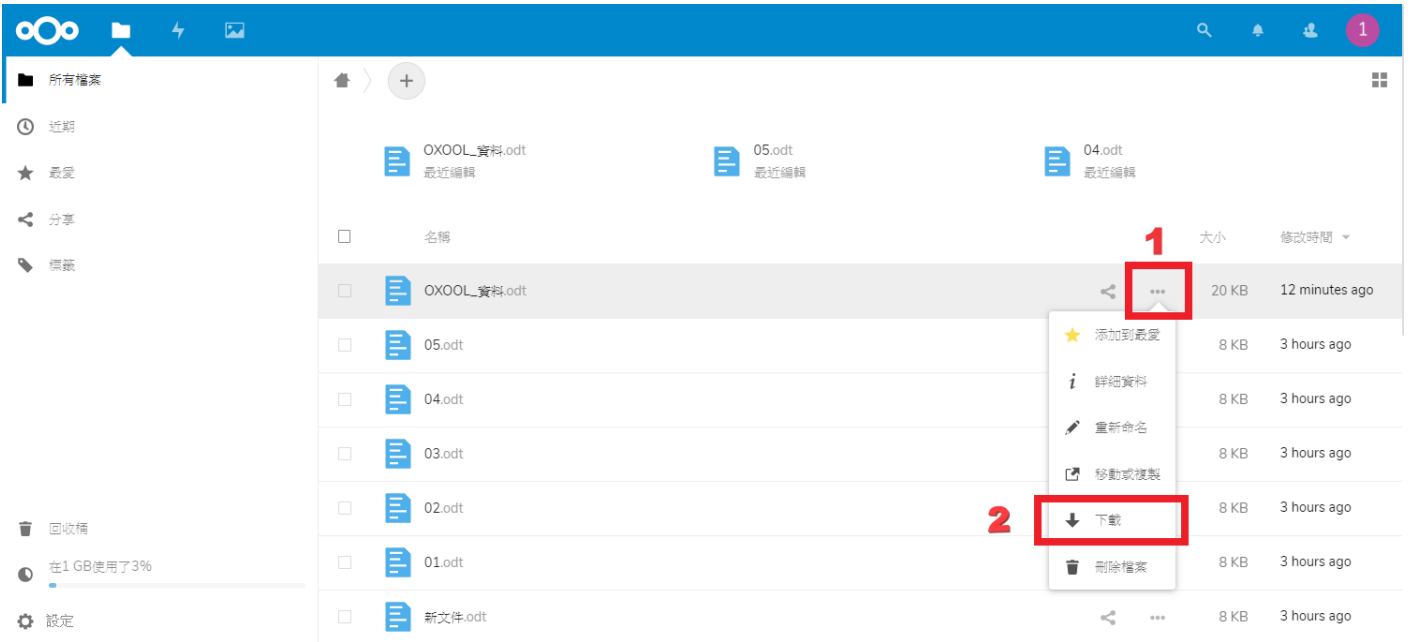 1
所有檔案
近期
最愛
分享
標籤
回收桶
在1 GB使用了3%
設定
OXOOL_資料.odt
最近編輯
05.odt
最近編輯
04.odt
最近編輯
名稱
大小
修改時間
1
OXOOL_資料.odt
20 KB
12 minutes ago
05.odt
8 KB
3 hours ago
04.odt
8 KB
3 hours ago
03.odt
8 KB
3 hours ago
02.odt
8 KB
3 hours ago
01.odt
8 KB
3 hours ago
新文件.odt
8 KB
3 hours ago
添加到最愛
詳細資料
重新命名
移動或複製
2
下載
刪除檔案